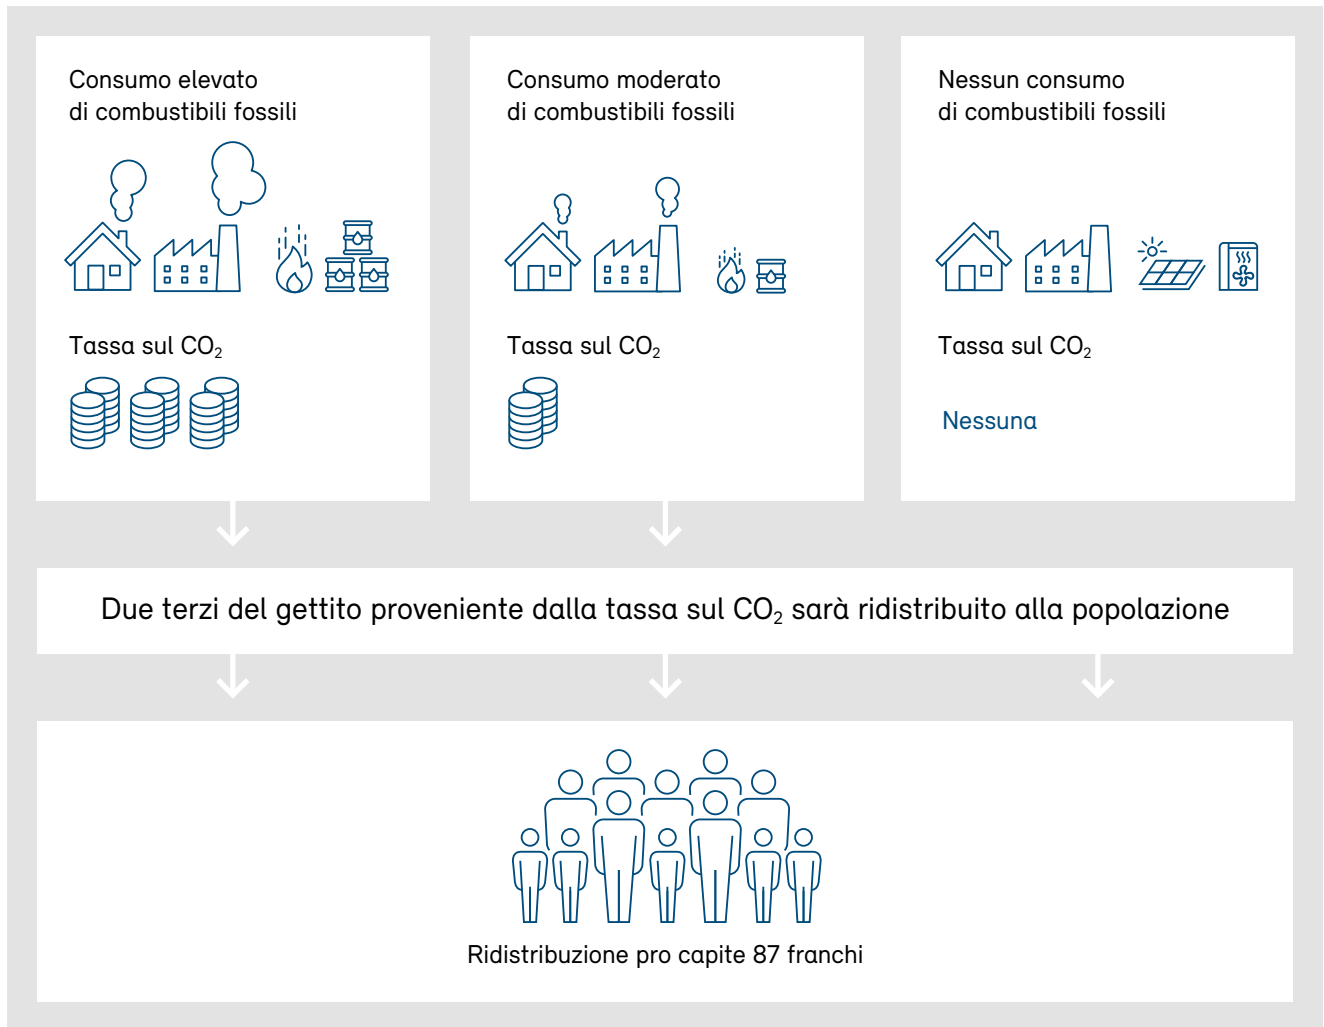 Consumo elevato
di combustibili fossili
Tassa sul CO₂
Consumo moderato
di combustibili fossili
Tassa sul CO₂
Nessun consumo
di combustibili fossili
Tassa sul CO₂
Nessuna
Due terzi del gettito proveniente dalla tassa sul CO₂ sarà ridistribuito alla popolazione
Ridistribuzione pro capite 87 franchi